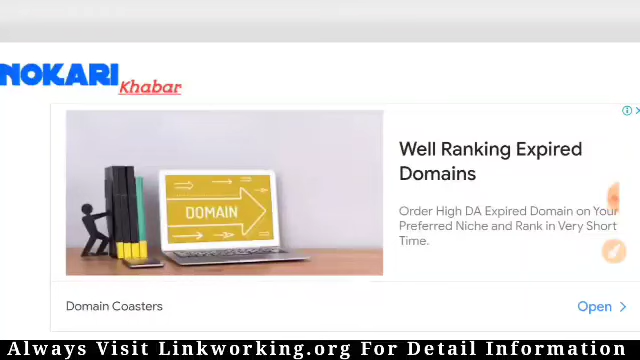 NOKARI
Khabar
DOMAIN
Well Ranking Expired
Domains
Order High DA Expired Domain on Your
Preferred Niche and Rank in Very Short
Time.
Domain Coasters
Open
Always Visit Linkworking.org For Detail Information